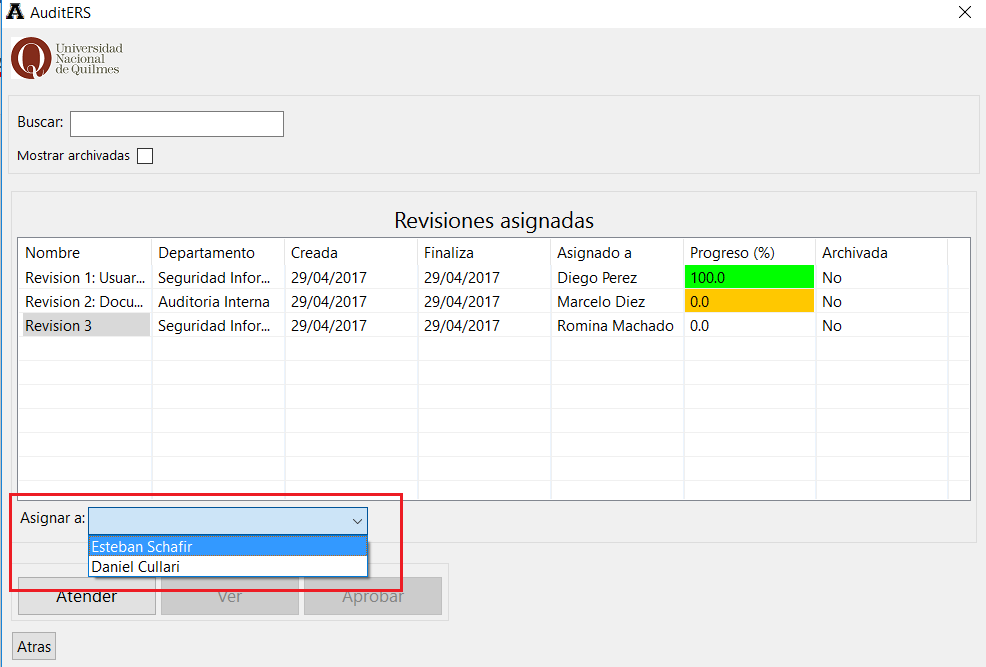 AuditERS
Universidad
Nacional
de Quilmes
Buscar:
Mostrar archivadas
Revisiones asignadas
Nombre Departamento Creada Finaliza Asignado a Progreso (%) Archivada
Revision 1: Usuar... Seguridad Infor... 29/04/2017 29/04/2017 Diego Perez 100.0 No
Revision 2: Docu... Auditoria Interna 29/04/2017 29/04/2017 Marcelo Diez 0.0 No
Revision 3 Seguridad Infor... 29/04/2017 29/04/2017 Romina Machado 0.0 No
Asignar a:
Esteban Schafir
Daniel Cullari
Atender Ver Aprobar
Atras